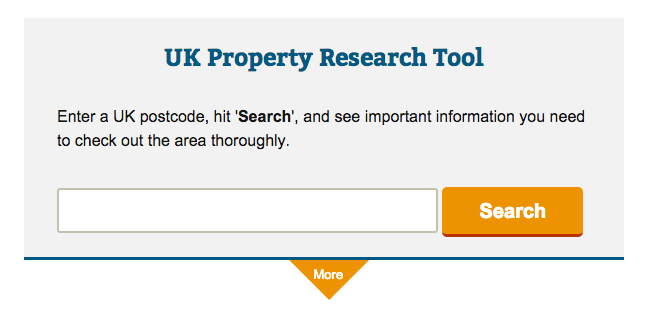 UK Property Research Tool
Enter a UK postcode, hit 'Search', and see important information you need
to check out the area thoroughly.
Search
More